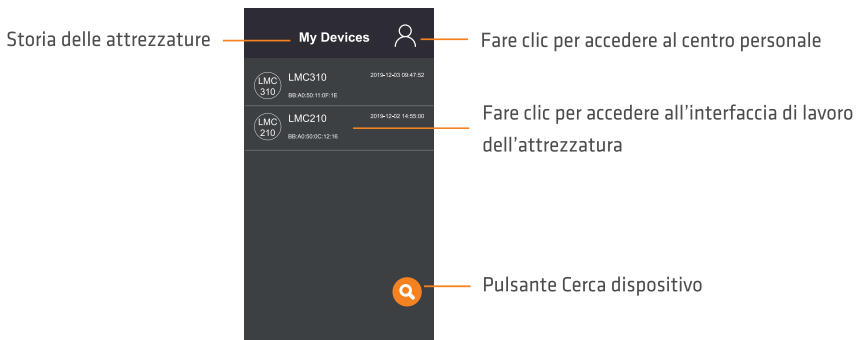 Storia delle attrezzature
My Devices
Fare clic per accedere al centro personale
LMC
310
LMC310
2019-12-03 09:47:52
BB:A0:50:11:0F:1E
LMC
210
LMC210
2019-12-02 14:55:00
BB:A0:50:0C:12:16
Fare clic per accedere all'interfaccia di lavoro
dell'attrezzatura
Pulsante Cerca dispositivo